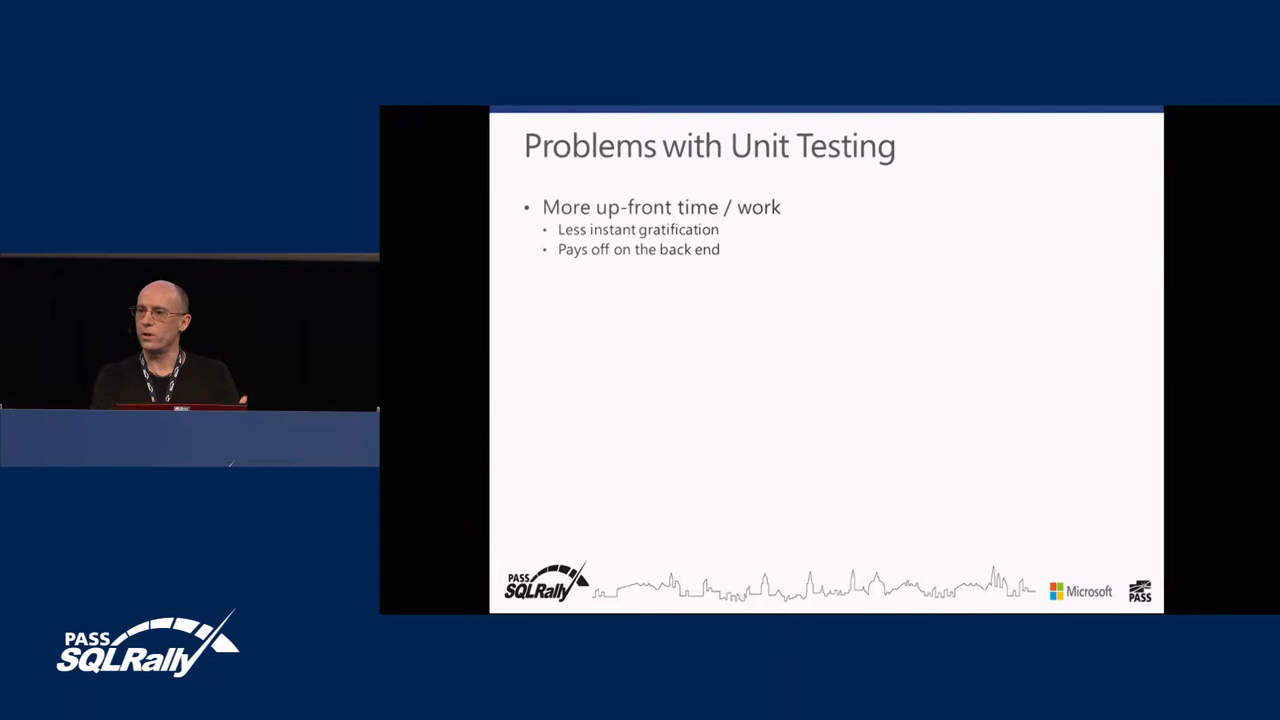 Problems with Unit Testing
• More up-front time / work
• Less instant gratification
• Pays off on the back end
PASS
SQLRally
Microsoft
PASS
PASS
SQLRally